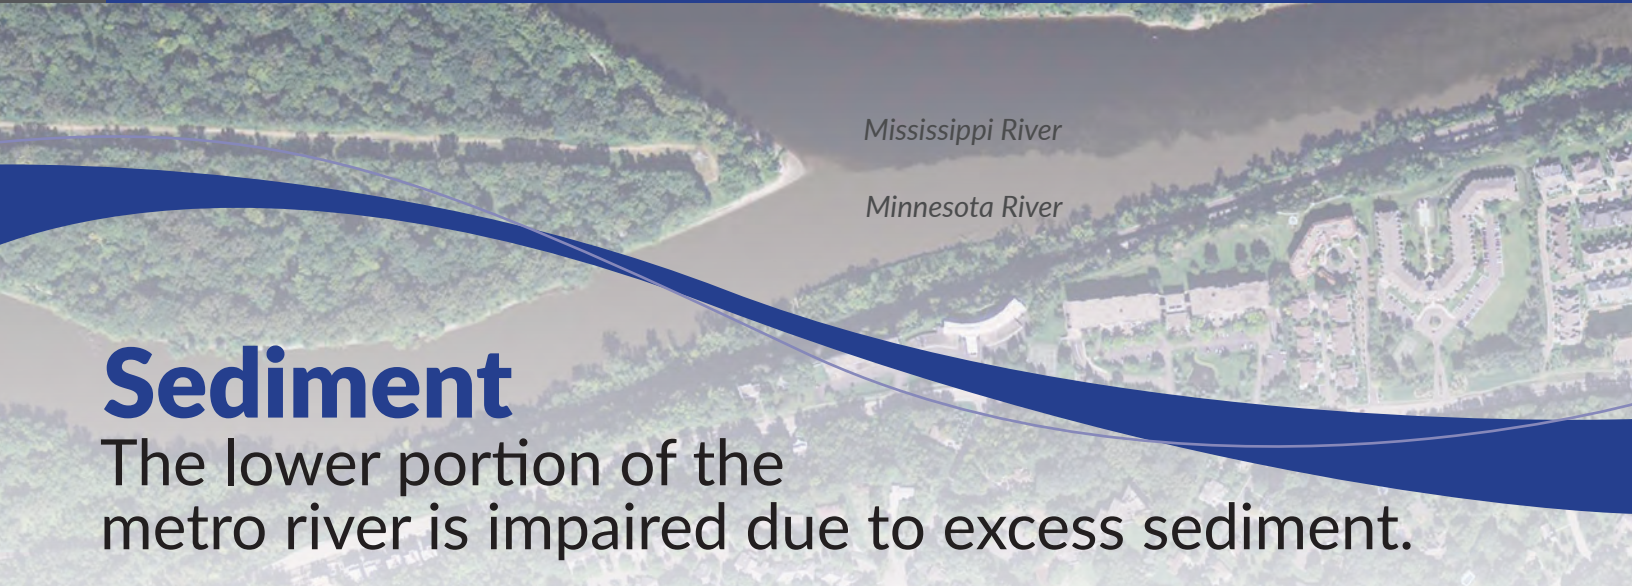 Mississippi River
Minnesota River
Sediment
The lower portion of the
metro river is impaired due to excess sediment.